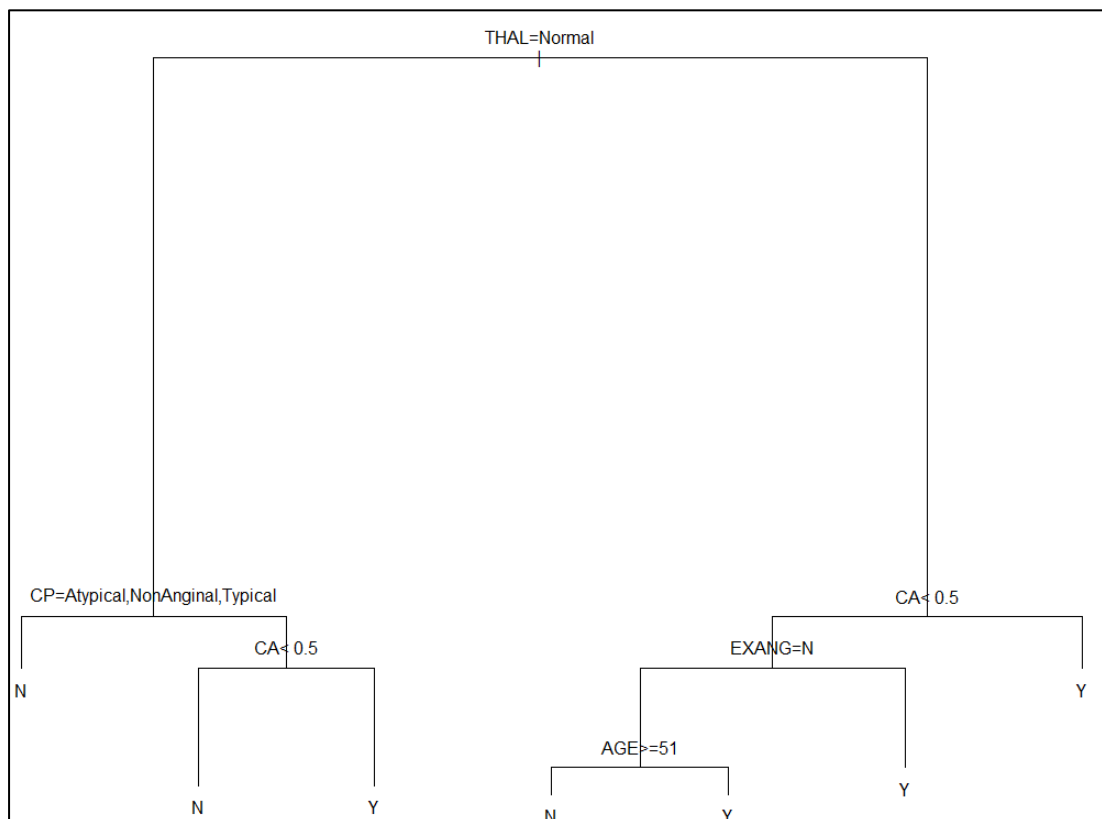 THAL=Normal
CP=Atypical,NonAnginal,Typical
CA< 0.5
CA< 0.5
EXANG=N
N
Y
AGE>=51
Y
N
Y
N
Y